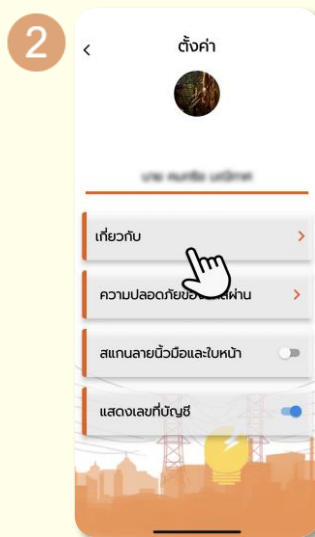 2
ตั้งค่า
เกี่ยวกับ
ความปลอดภัยของ
สแกนลายนิ้วมือและใบหน้า
แสดงเลขที่บัญชี